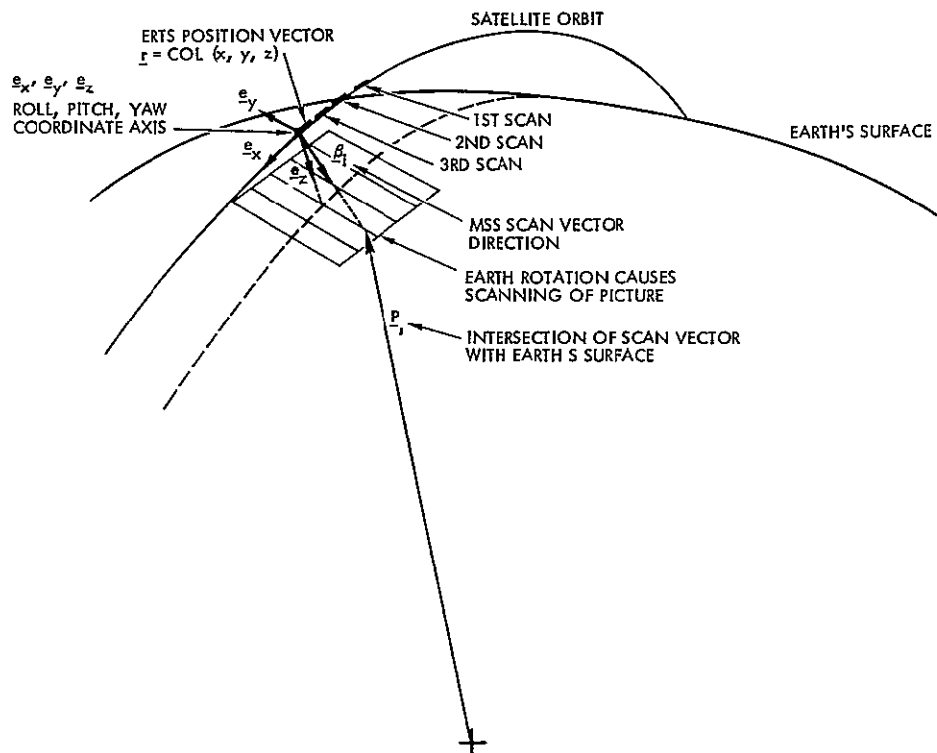 SATELLITE ORBIT
ERTS POSITION VECTOR
r = COL (x, y, z)
e_x, e_y, e_z
ROLL, PITCH, YAW
COORDINATE AXIS
e_y
1ST SCAN
2ND SCAN
3RD SCAN
EARTH'S SURFACE
e_x
e_z
β_i
MSS SCAN VECTOR
DIRECTION
EARTH ROTATION CAUSES
SCANNING OF PICTURE
P_i
INTERSECTION OF SCAN VECTOR
WITH EARTH S SURFACE